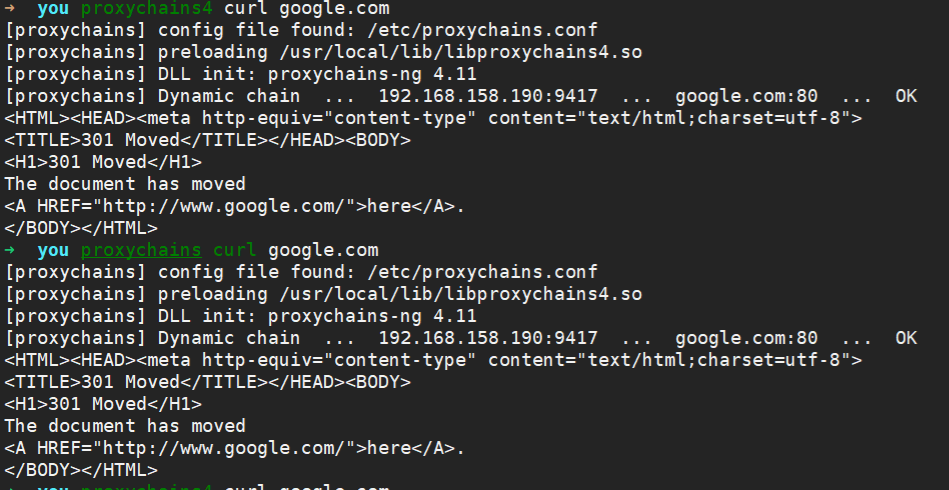 → you proxychains4 curl google.com
[proxychains] config file found: /etc/proxychains.conf
[proxychains] preloading /usr/local/lib/libproxychains4.so
[proxychains] DLL init: proxychains-ng 4.11
[proxychains] Dynamic chain ... 192.168.158.190:9417 ... google.com:80 ... OK
<HTML><HEAD><meta http-equiv="content-type" content="text/html;charset=utf-8">
<TITLE>301 Moved</TITLE></HEAD><BODY>
<H1>301 Moved</H1>
The document has moved
<A HREF="http://www.google.com/">here</A>.
</BODY></HTML>
→ you proxychains curl google.com
[proxychains] config file found: /etc/proxychains.conf
[proxychains] preloading /usr/local/lib/libproxychains4.so
[proxychains] DLL init: proxychains-ng 4.11
[proxychains] Dynamic chain ... 192.168.158.190:9417 ... google.com:80 ... OK
<HTML><HEAD><meta http-equiv="content-type" content="text/html;charset=utf-8">
<TITLE>301 Moved</TITLE></HEAD><BODY>
<H1>301 Moved</H1>
The document has moved
<A HREF="http://www.google.com/">here</A>.
</BODY></HTML>
→ you proxychains4 curl google.com